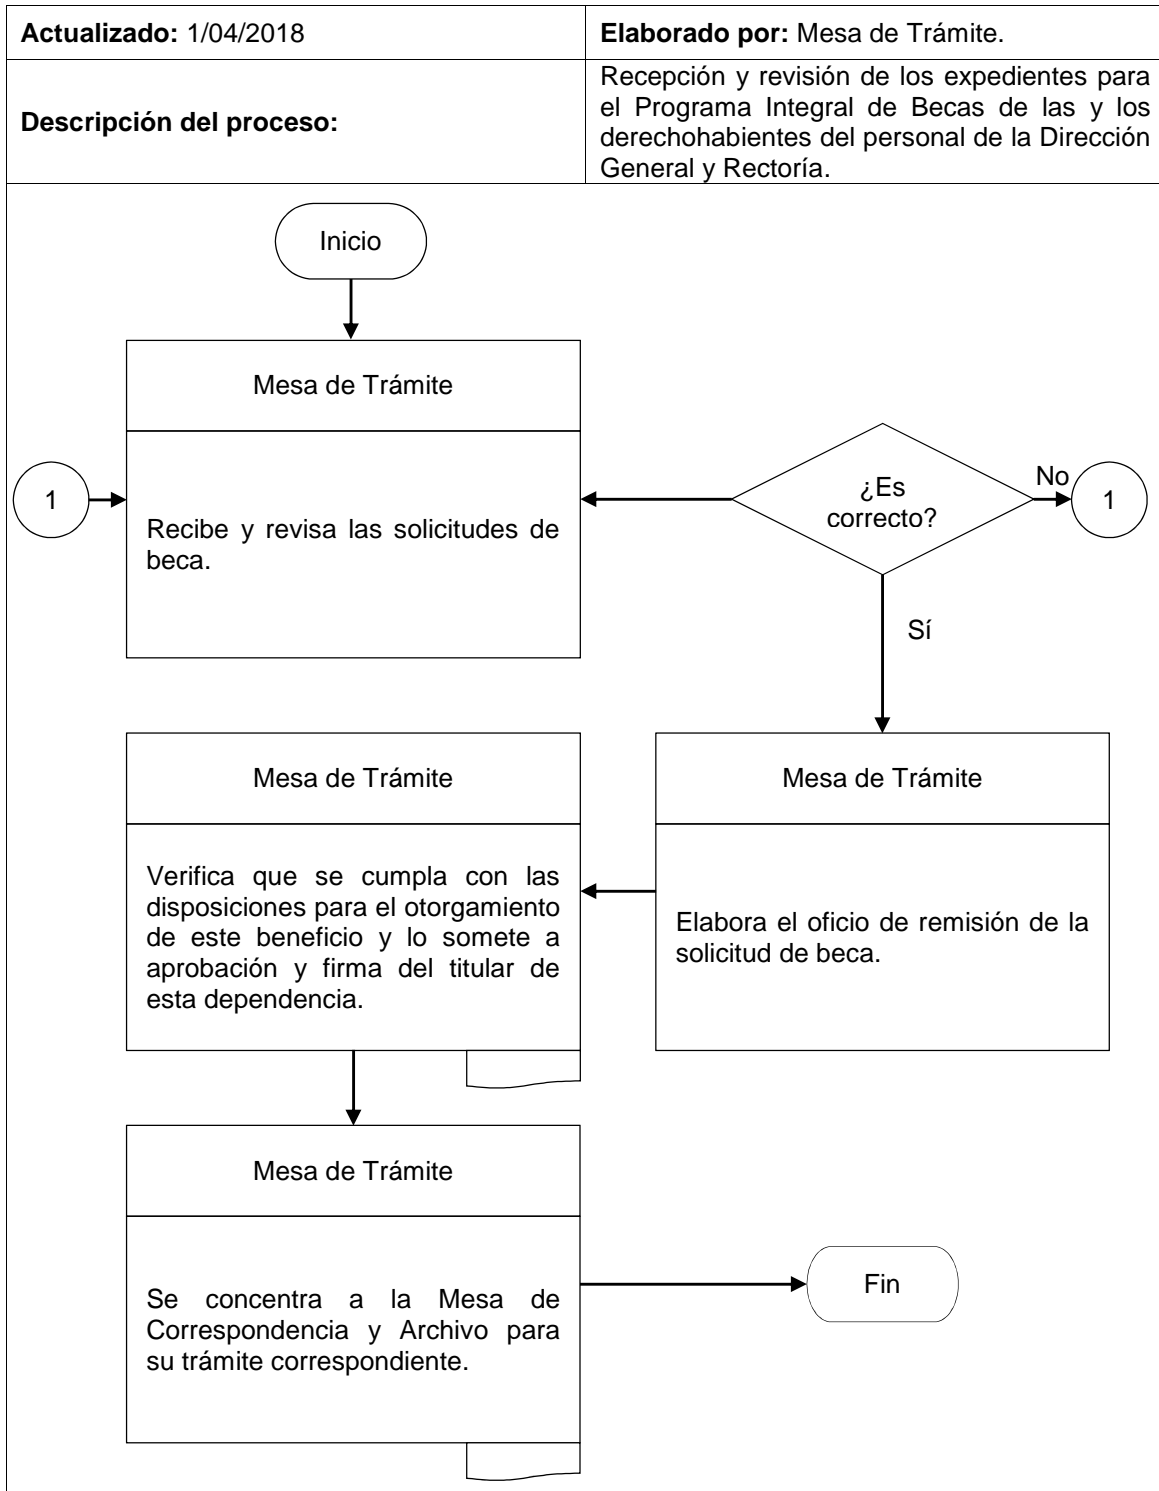 Actualizado: 1/04/2018
Elaborado por: Mesa de Trámite.
Descripción del proceso:
Recepción y revisión de los expedientes para
el Programa Integral de Becas de las y los
derechohabientes del personal de la Dirección
General y Rectoría.
Inicio
Mesa de Trámite
1
Recibe y revisa las solicitudes de
beca.
¿Es
correcto?
No
1
Sí
Mesa de Trámite
Elabora el oficio de remisión de la
solicitud de beca.
Mesa de Trámite
Verifica que se cumpla con las
disposiciones para el otorgamiento
de este beneficio y lo somete a
aprobación y firma del titular de
esta dependencia.
Mesa de Trámite
Se concentra a la Mesa de
Correspondencia y Archivo para
su trámite correspondiente.
Fin